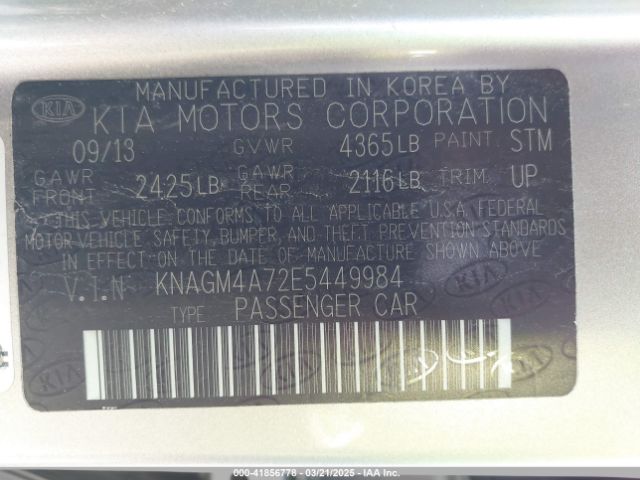 MANUFACTURED IN KOREA BY
KIA KIA MOTORS CORPORATION
09/13 GVWR 4365LB PAINT STM
GAWR FRONT 2425LB GAWR REAR 2116LB TRIM UP
THIS VEHICLE CONFORMS TO ALL APPLICABLE U.S.A. FEDERAL
MOTOR VEHICLE SAFETY, BUMPER, AND THEFT PREVENTION STANDARDS
IN EFFECT ON THE DATE OF MANUFACTURE SHOWN ABOVE
V.I.N KNAGM4A72E5449984
TYPE PASSENGER CAR
000-41856778 - 03/21/2025 - IAA Inc.